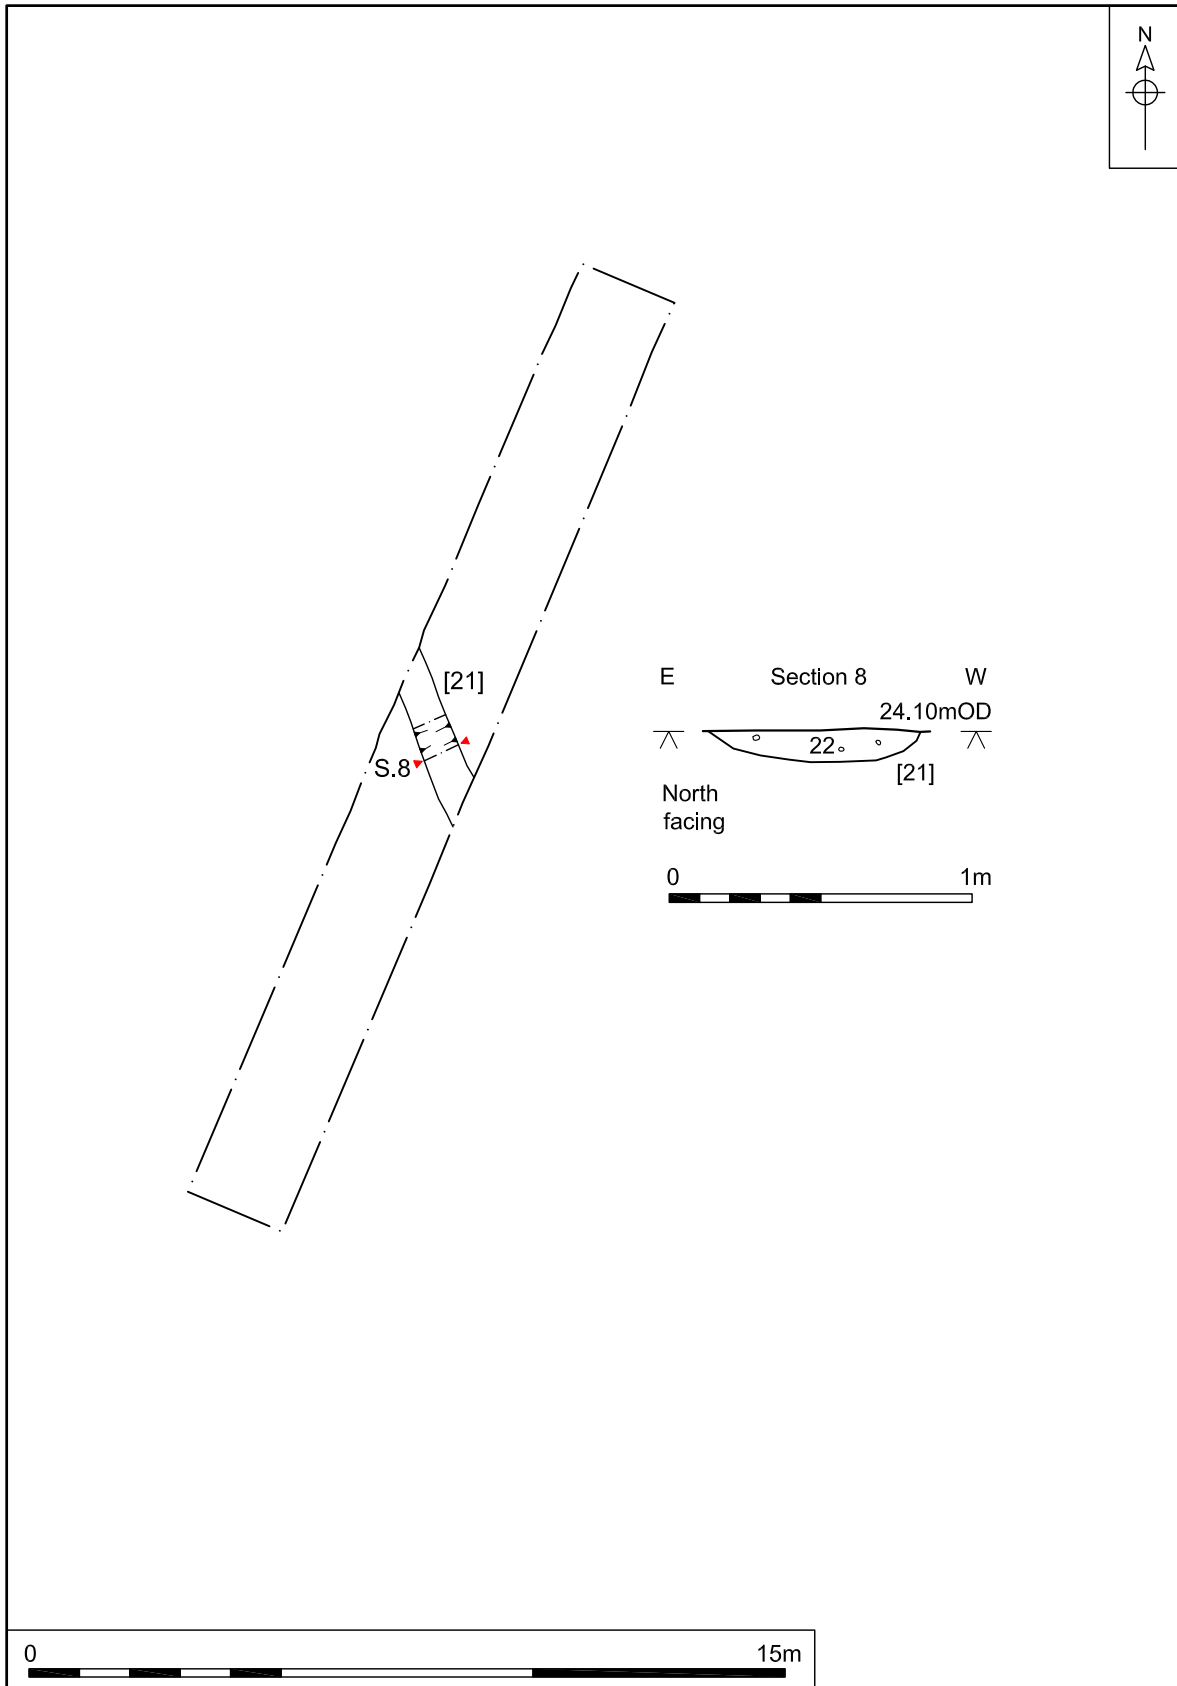 N
[21]
S.8
E Section 8 W
24.10mOD
22
[21]
North
facing
0 1m
0 15m